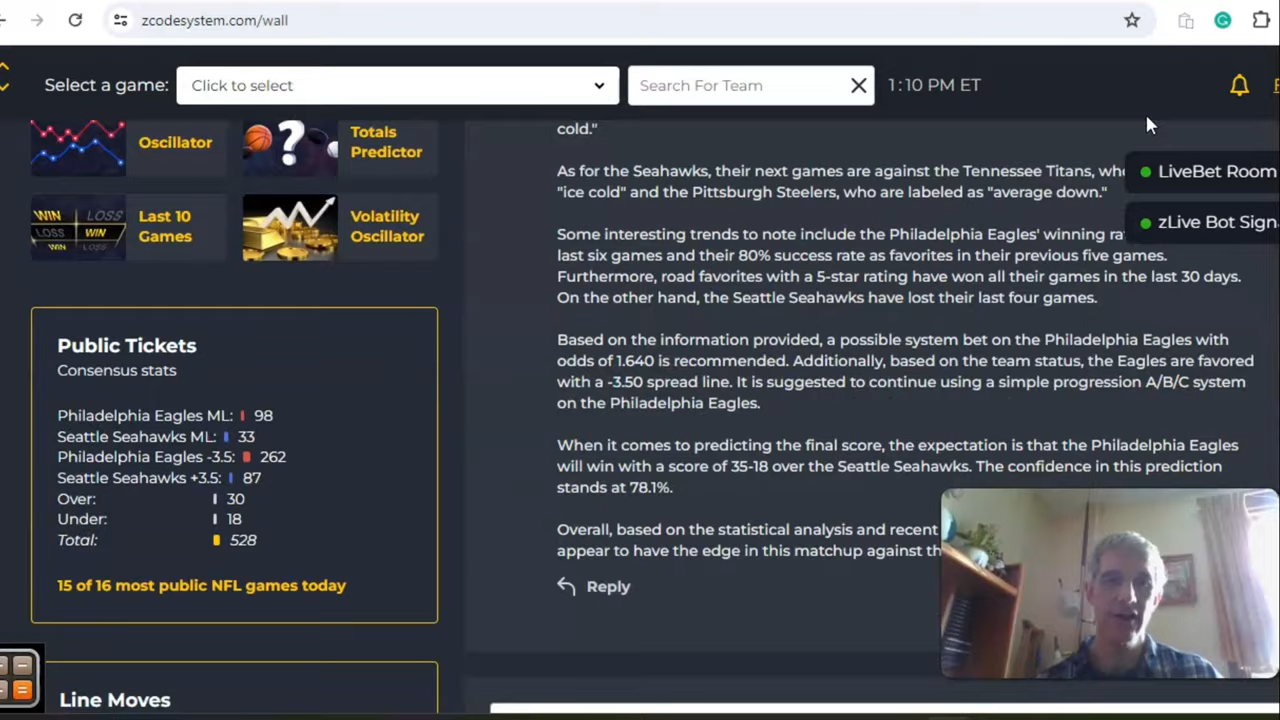 zcodesystem.com/wall
Select a game:
Click to select
Search For Team
1:10 PM ET
Oscillator
Totals
Predictor
WIN LOSS
LOSS WIN
WIN LOSS
Last 10
Games
Volatility
Oscillator
Public Tickets
Consensus stats
Philadelphia Eagles ML: 98
Seattle Seahawks ML: 33
Philadelphia Eagles -3.5: 262
Seattle Seahawks +3.5: 87
Over: 30
Under: 18
Total: 528
15 of 16 most public NFL games today
Line Moves
cold."
As for the Seahawks, their next games are against the Tennessee Titans,
"ice cold" and the Pittsburgh Steelers, who are labeled as "average down."
Some interesting trends to note include the Philadelphia Eagles' winning
last six games and their 80% success rate as favorites in their previous five games.
Furthermore, road favorites with a 5-star rating have won all their games in the last 30 days.
On the other hand, the Seattle Seahawks have lost their last four games.
Based on the information provided, a possible system bet on the Philadelphia Eagles with
odds of 1.640 is recommended. Additionally, based on the team status, the Eagles are favored
with a -3.50 spread line. It is suggested to continue using a simple progression A/B/C system
on the Philadelphia Eagles.
When it comes to predicting the final score, the expectation is that the Philadelphia Eagles
will win with a score of 35-18 over the Seattle Seahawks. The confidence in this prediction
stands at 78.1%.
Overall, based on the statistical analysis and recent
appear to have the edge in this matchup against
Reply
LiveBet Room
zLive Bot Sign